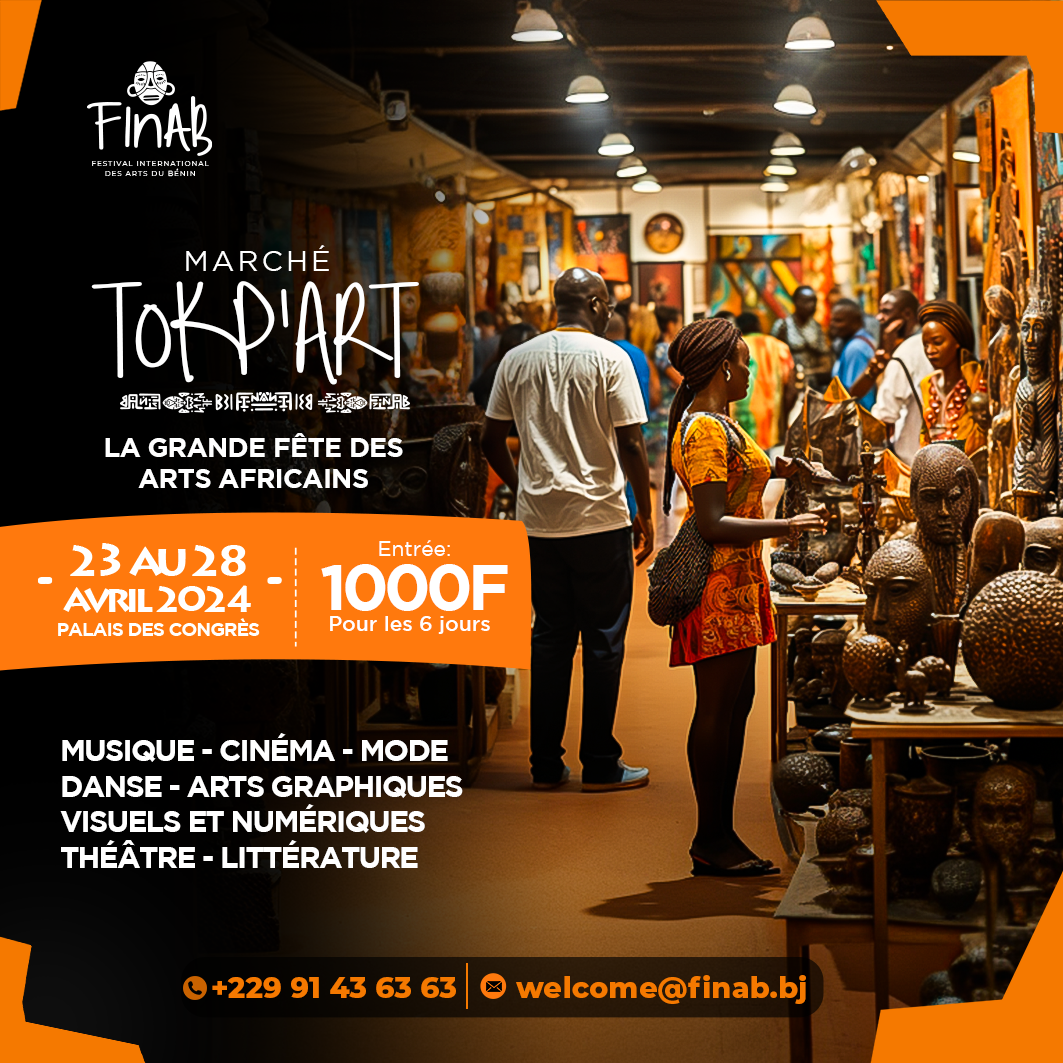 FInAB
FESTIVAL INTERNATIONAL
DES ARTS DU BÉNIN
MARCHÉ
TOKP'ART
LA GRANDE FÊTE DES
ARTS AFRICAINS
- 23 AU 28 -
AVRIL 2024
PALAIS DES CONGRÈS
Entrée:
1000F
Pour les 6 jours
MUSIQUE - CINÉMA - MODE
DANSE - ARTS GRAPHIQUES
VISUELS ET NUMÉRIQUES
THÉÂTRE - LITTÉRATURE
+229 91 43 63 63
welcome@finab.bj